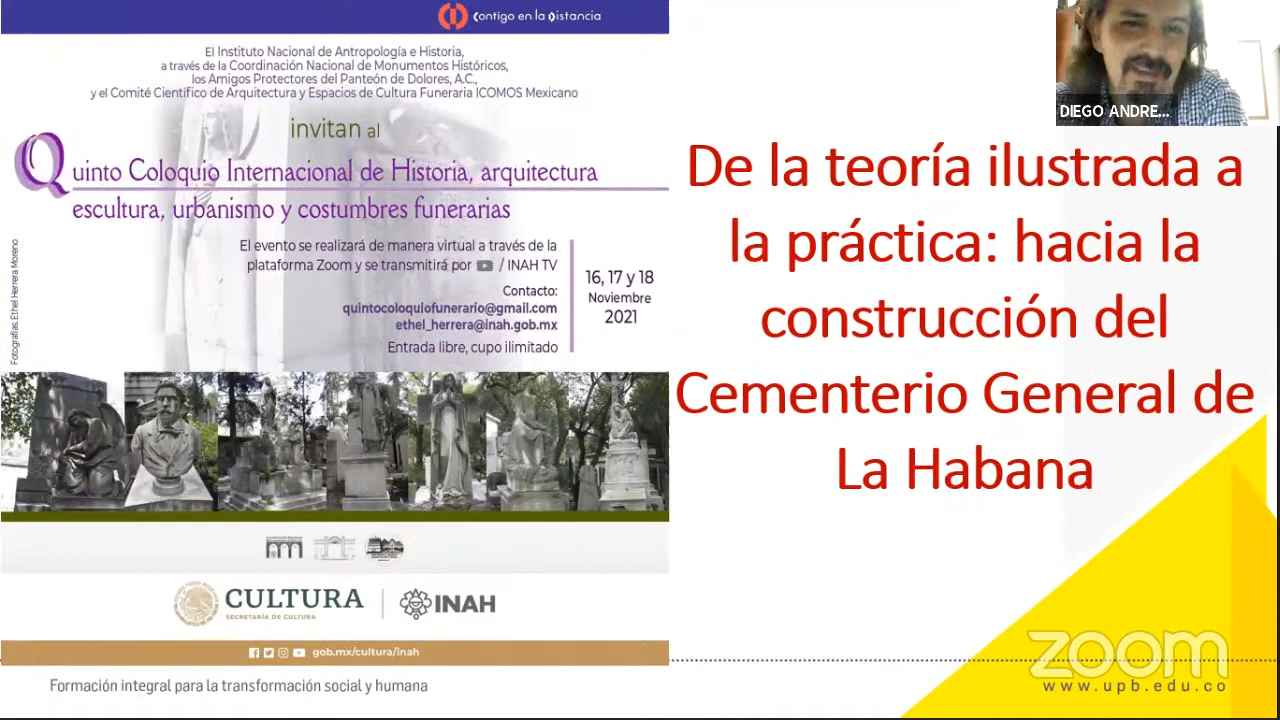 Contigo en la Distancia
El Instituto Nacional de Antropología e Historia,
a través de la Coordinación Nacional de Monumentos Históricos,
los Amigos Protectores del Panteón de Dolores, A.C.,
y el Comité Científico de Arquitectura y Espacios de Cultura Funeraria ICOMOS Mexicano
invitan al
Quinto Coloquio Internacional de Historia, arquitectura
escultura, urbanismo y costumbres funerarias
El evento se realizará de manera virtual a través de la
plataforma Zoom y se transmitirá por / INAH TV
Contacto:
quintocoloquiofunerario@gmail.com
ethel_herrera@inah.gob.mx
Entrada libre, cupo ilimitado
16, 17 y 18
Noviembre
2021
Fotografías: Ethel Herrera Moreno
CULTURA
SECRETARÍA DE CULTURA
INAH
gob.mx/cultura/inah
Formación integral para la transformación social y humana
DIEGO ANDRE...
De la teoría ilustrada a
la práctica: hacia la
construcción del
Cementerio General de
La Habana
zoom
www.upb.edu.co